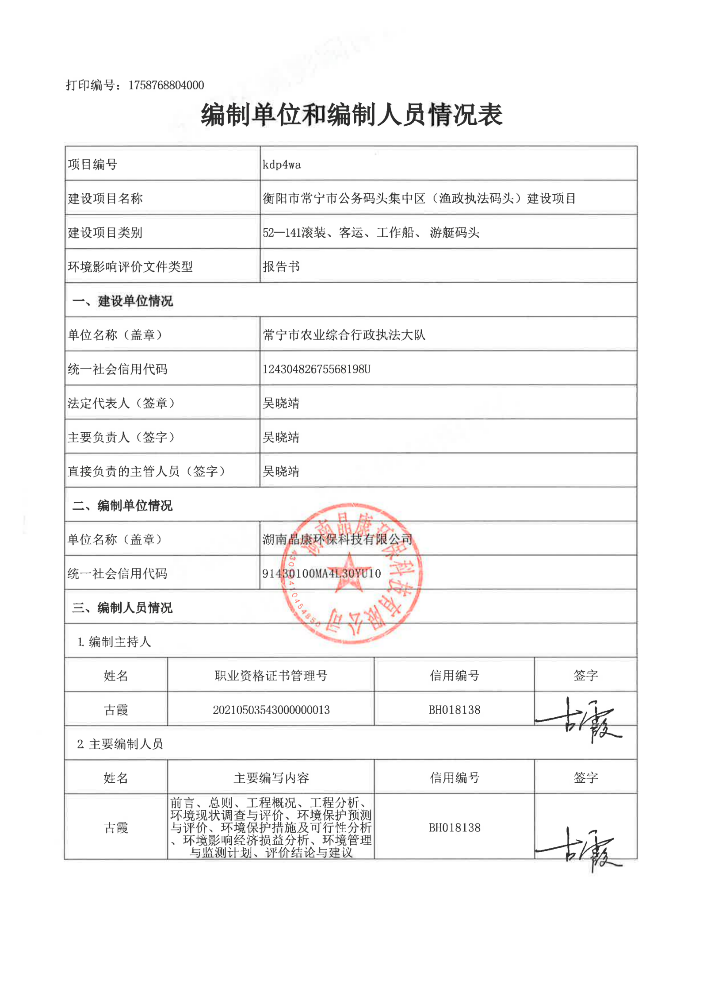 打印编号：1758768804000
编制单位和编制人员情况表
项目编号 kdp4wa
建设项目名称 衡阳市常宁市公务码头集中区（渔政执法码头）建设项目
建设项目类别 52—141滚装、客运、工作船、 游艇码头
环境影响评价文件类型 报告书
一、建设单位情况
单位名称（盖章） 常宁市农业综合行政执法大队
统一社会信用代码 12430482675568198U
法定代表人（签章） 吴晓靖
主要负责人（签字） 吴晓靖
直接负责的主管人员（签字） 吴晓靖
二、编制单位情况
单位名称（盖章） 湖南晶康环保科技有限公司
统一社会信用代码 91430100MA4L30YU10
湖南晶康环保科技有限公司
三、编制人员情况
1. 编制主持人
姓名 职业资格证书管理号 信用编号 签字
古霞 20210503543000000013 BH018138 古霞
2. 主要编制人员
姓名 主要编写内容 信用编号 签字
前言、总则、工程概况、工程分析、
环境现状调查与评价、环境保护预测
古霞 与评价、环境保护措施及可行性分析 BH018138 古霞
、环境影响经济损益分析、环境管理
与监测计划、评价结论与建议